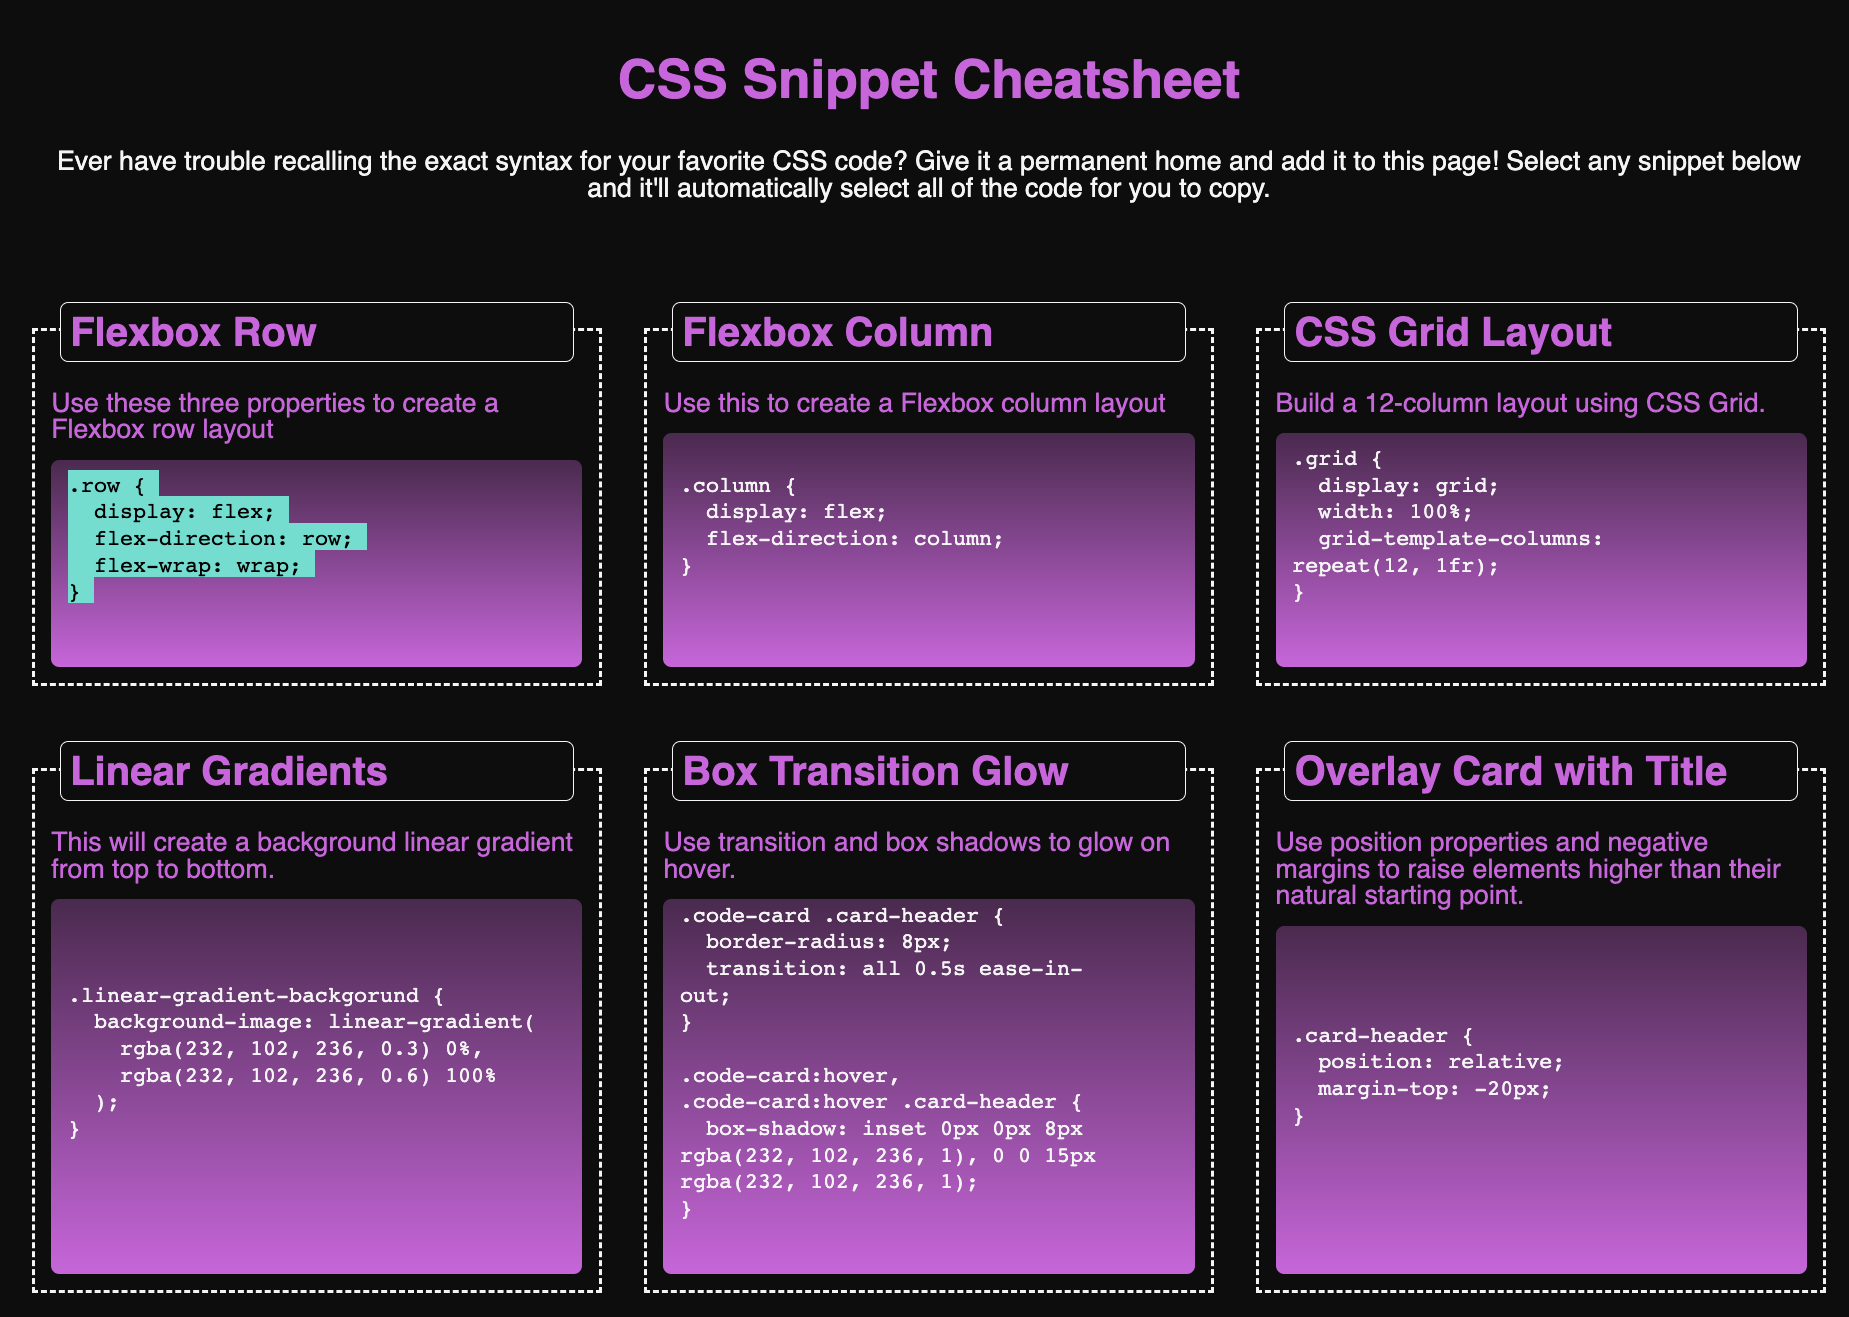 CSS Snippet Cheatsheet
Ever have trouble recalling the exact syntax for your favorite CSS code? Give it a permanent home and add it to this page! Select any snippet below
and it'll automatically select all of the code for you to copy.
Flexbox Row
Use these three properties to create a
Flexbox row layout
.row {
  display: flex;
  flex-direction: row;
  flex-wrap: wrap;
}
Flexbox Column
Use this to create a Flexbox column layout
.column {
  display: flex;
  flex-direction: column;
}
CSS Grid Layout
Build a 12-column layout using CSS Grid.
.grid {
  display: grid;
  width: 100%;
  grid-template-columns:
repeat(12, 1fr);
}
Linear Gradients
This will create a background linear gradient
from top to bottom.
.linear-gradient-backgorund {
  background-image: linear-gradient(
    rgba(232, 102, 236, 0.3) 0%,
    rgba(232, 102, 236, 0.6) 100%
  );
}
Box Transition Glow
Use transition and box shadows to glow on
hover.
.code-card .card-header {
  border-radius: 8px;
  transition: all 0.5s ease-in-
out;
}
.code-card:hover,
.code-card:hover .card-header {
  box-shadow: inset 0px 0px 8px
rgba(232, 102, 236, 1), 0 0 15px
rgba(232, 102, 236, 1);
}
Overlay Card with Title
Use position properties and negative
margins to raise elements higher than their
natural starting point.
.card-header {
  position: relative;
  margin-top: -20px;
}